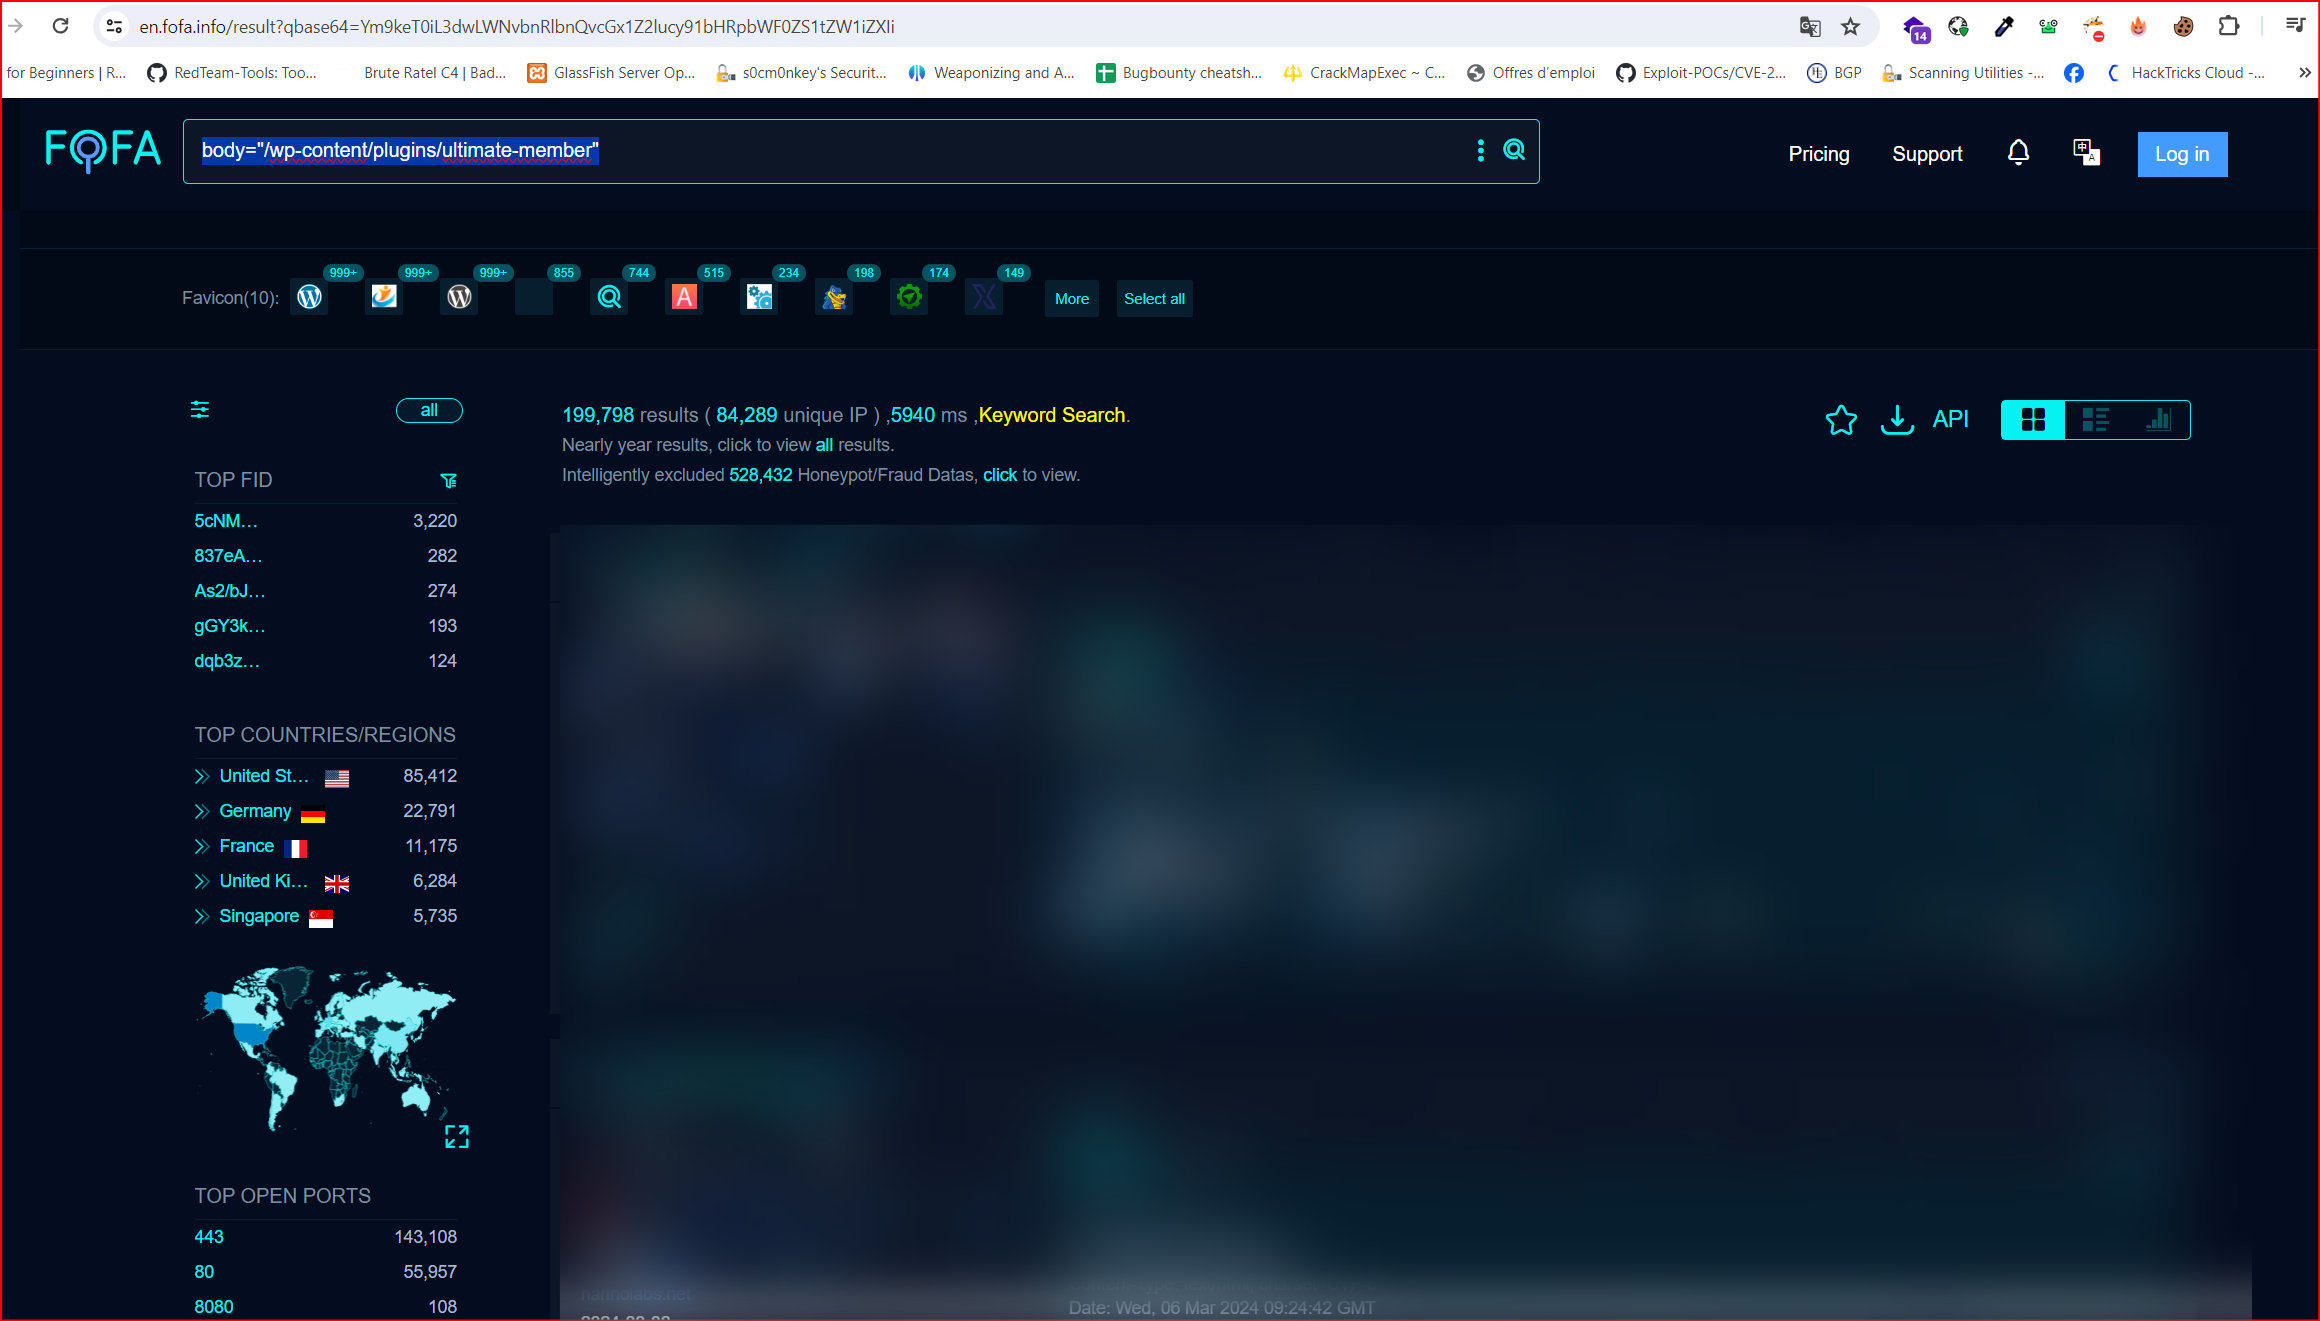 en.fofa.info/result?qbase64=Ym9keT0iL3dwLWNvbnRlbnQvcGx1Z2lucy91bHRpbWF0ZS1tZW1iZXIi
14
for Beginners | R... RedTeam-Tools: Too... Brute Ratel C4 | Bad... GlassFish Server Op... s0cm0nkey's Securit... Weaponizing and A... Bugbounty cheatsh... CrackMapExec ~ C... Offres d'emploi Exploit-POCs/CVE-2... BGP Scanning Utilities -... HackTricks Cloud -...
FOFA
body="/wp-content/plugins/ultimate-member"
Pricing Support Log in
999+ 999+ 999+ 855 744 515 234 198 174 149
Favicon(10): More Select all
all
199,798 results ( 84,289 unique IP ) ,5940 ms ,Keyword Search.
Nearly year results, click to view all results.
Intelligently excluded 528,432 Honeypot/Fraud Datas, click to view.
API
TOP FID
5cNM... 3,220
837eA... 282
As2/bJ... 274
gGY3k... 193
dqb3z... 124
TOP COUNTRIES/REGIONS
United St... 85,412
Germany 22,791
France 11,175
United Ki... 6,284
Singapore 5,735
TOP OPEN PORTS
443 143,108
80 55,957
8080 108
Date: Wed, 06 Mar 2024 09:24:42 GMT